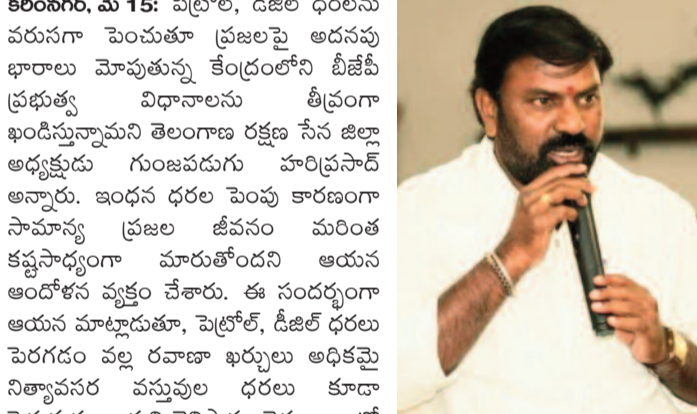 కరీంనగర్, మే 15: పెట్రోల్, డీజిల్ ధరలను
వరుసగా పెంచుతూ ప్రజలపై అదనపు
భారాలు మోపుతున్న కేంద్రంలోని బీజేపీ
ప్రభుత్వ విధానాలను తీవ్రంగా
ఖండిస్తున్నామని తెలంగాణ రక్షణ సేన జిల్లా
అధ్యక్షుడు గుంజపడుగు హరిప్రసాద్
అన్నారు. ఇంధన ధరల పెంపు కారణంగా
సామాన్య ప్రజల జీవనం మరింత
కష్టసాధ్యంగా మారుతోందని ఆయన
ఆందోళన వ్యక్తం చేశారు. ఈ సందర్భంగా
ఆయన మాట్లాడుతూ, పెట్రోల్, డీజిల్ ధరలు
పెరగడం వల్ల రవాణా ఖర్చులు అధికమై
నిత్యావసర వస్తువుల ధరలు కూడా